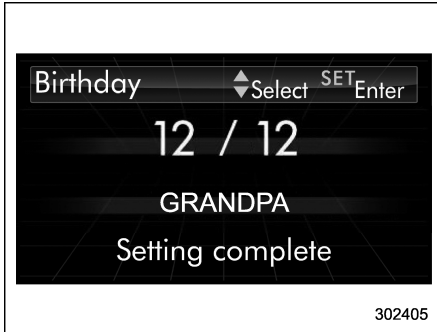 Birthday Select SET Enter
12 / 12
GRANDPA
Setting complete
302405